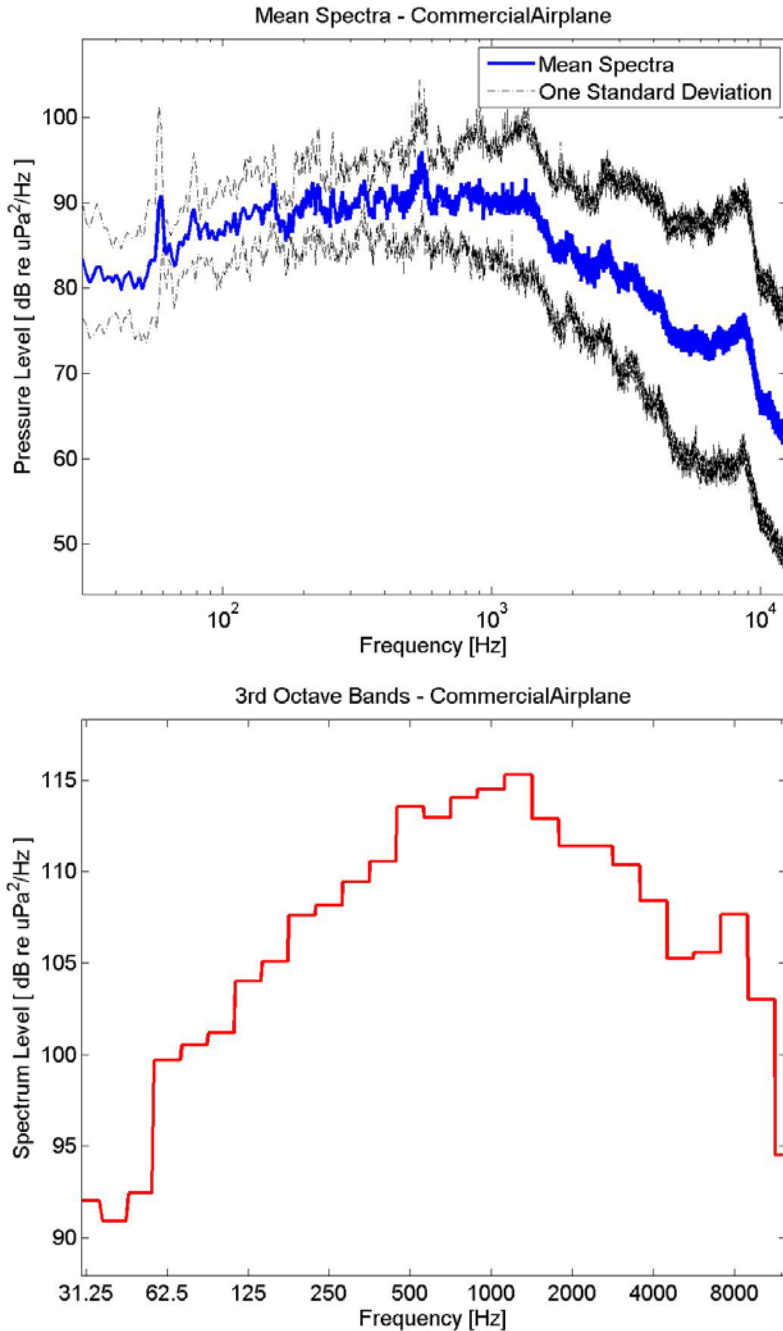 Mean Spectra - CommercialAirplane
Mean Spectra
One Standard Deviation
Pressure Level [ dB re uPa²/Hz]
100
90
80
70
60
50
10² 10³ 10⁴
Frequency [Hz]
3rd Octave Bands - CommercialAirplane
Spectrum Level [ dB re uPa²/Hz ]
115
110
105
100
95
90
31.25 62.5 125 250 500 1000 2000 4000 8000
Frequency [Hz]